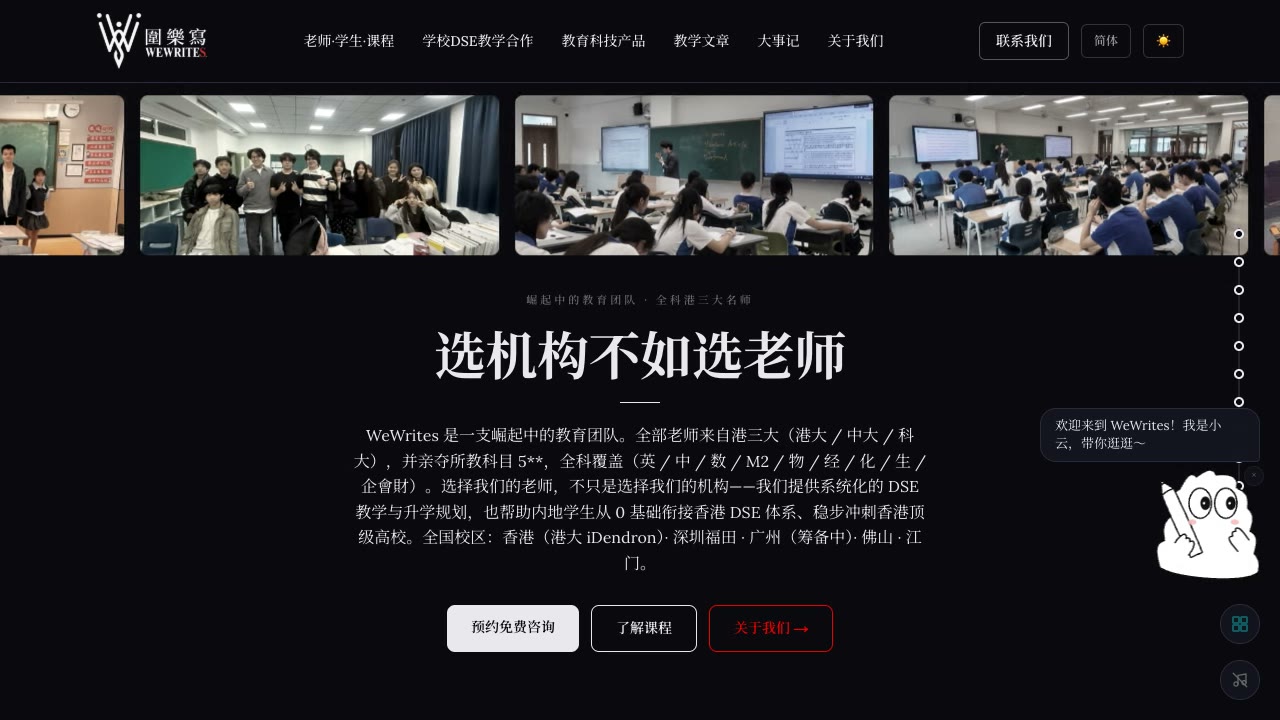 圍樂寫
WEWRITES
老师·学生·课程
学校DSE教学合作
教育科技产品
教学文章
大事记
关于我们
联系我们
简体
崛起中的教育团队 · 全科港三大名师
选机构不如选老师
WeWrites 是一支崛起中的教育团队。全部老师来自港三大（港大 / 中大 / 科
大），并亲夺所教科目 5**，全科覆盖（英 / 中 / 数 / M2 / 物 / 经 / 化 / 生 /
企會財）。选择我们的老师，不只是选择我们的机构——我们提供系统化的 DSE
教学与升学规划，也帮助内地学生从 0 基础衔接香港 DSE 体系、稳步冲刺香港顶
级高校。全国校区：香港（港大 iDendron）· 深圳福田 · 广州（筹备中）· 佛山 · 江
门。
欢迎来到 WeWrites！我是小
云，带你逛逛～
预约免费咨询
了解课程
关于我们 →